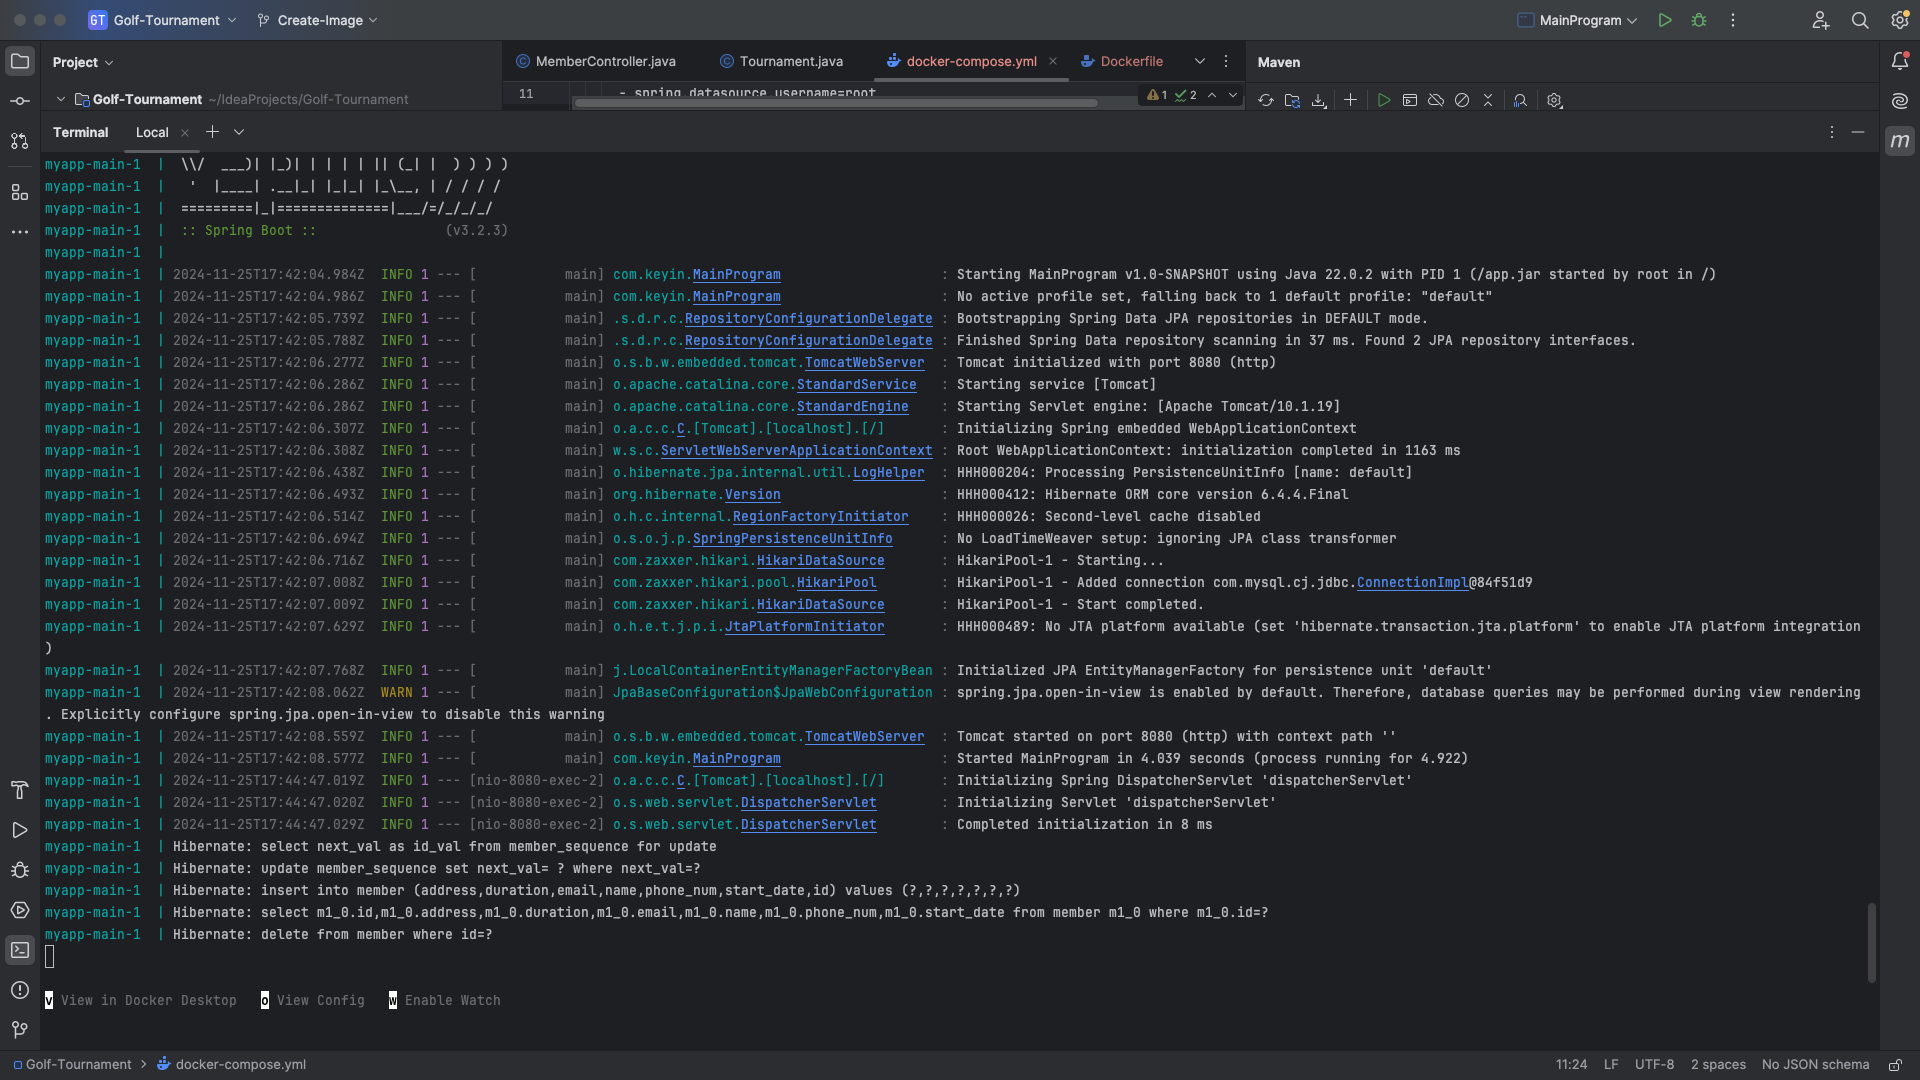 GT Golf-Tournament Create-Image MainProgram
Project MemberController.java Tournament.java docker-compose.yml Dockerfile Maven
Golf-Tournament ~/IdeaProjects/Golf-Tournament 11 - spring.datasource.username=root 1 2
Terminal Local
myapp-main-1 | \\/ ___)| |_)| | | | | || (_| | ) ) ) )
myapp-main-1 | ' |____| .__|_| |_|_| |_\__, | / / / /
myapp-main-1 | =========|_|==============|___/=/_/_/_/
myapp-main-1 | :: Spring Boot :: (v3.2.3)
myapp-main-1 |
myapp-main-1 | 2024-11-25T17:42:04.984Z INFO 1 --- [ main] com.keyin.MainProgram : Starting MainProgram v1.0-SNAPSHOT using Java 22.0.2 with PID 1 (/app.jar started by root in /)
myapp-main-1 | 2024-11-25T17:42:04.986Z INFO 1 --- [ main] com.keyin.MainProgram : No active profile set, falling back to 1 default profile: "default"
myapp-main-1 | 2024-11-25T17:42:05.739Z INFO 1 --- [ main] .s.d.r.c.RepositoryConfigurationDelegate : Bootstrapping Spring Data JPA repositories in DEFAULT mode.
myapp-main-1 | 2024-11-25T17:42:05.788Z INFO 1 --- [ main] .s.d.r.c.RepositoryConfigurationDelegate : Finished Spring Data repository scanning in 37 ms. Found 2 JPA repository interfaces.
myapp-main-1 | 2024-11-25T17:42:06.277Z INFO 1 --- [ main] o.s.b.w.embedded.tomcat.TomcatWebServer : Tomcat initialized with port 8080 (http)
myapp-main-1 | 2024-11-25T17:42:06.286Z INFO 1 --- [ main] o.apache.catalina.core.StandardService : Starting service [Tomcat]
myapp-main-1 | 2024-11-25T17:42:06.286Z INFO 1 --- [ main] o.apache.catalina.core.StandardEngine : Starting Servlet engine: [Apache Tomcat/10.1.19]
myapp-main-1 | 2024-11-25T17:42:06.307Z INFO 1 --- [ main] o.a.c.c.C.[Tomcat].[localhost].[/] : Initializing Spring embedded WebApplicationContext
myapp-main-1 | 2024-11-25T17:42:06.308Z INFO 1 --- [ main] w.s.c.ServletWebServerApplicationContext : Root WebApplicationContext: initialization completed in 1163 ms
myapp-main-1 | 2024-11-25T17:42:06.438Z INFO 1 --- [ main] o.hibernate.jpa.internal.util.LogHelper : HHH000204: Processing PersistenceUnitInfo [name: default]
myapp-main-1 | 2024-11-25T17:42:06.493Z INFO 1 --- [ main] org.hibernate.Version : HHH000412: Hibernate ORM core version 6.4.4.Final
myapp-main-1 | 2024-11-25T17:42:06.514Z INFO 1 --- [ main] o.h.c.internal.RegionFactoryInitiator : HHH000026: Second-level cache disabled
myapp-main-1 | 2024-11-25T17:42:06.694Z INFO 1 --- [ main] o.s.o.j.p.SpringPersistenceUnitInfo : No LoadTimeWeaver setup: ignoring JPA class transformer
myapp-main-1 | 2024-11-25T17:42:06.716Z INFO 1 --- [ main] com.zaxxer.hikari.HikariDataSource : HikariPool-1 - Starting...
myapp-main-1 | 2024-11-25T17:42:07.008Z INFO 1 --- [ main] com.zaxxer.hikari.pool.HikariPool : HikariPool-1 - Added connection com.mysql.cj.jdbc.ConnectionImpl@84f51d9
myapp-main-1 | 2024-11-25T17:42:07.009Z INFO 1 --- [ main] com.zaxxer.hikari.HikariDataSource : HikariPool-1 - Start completed.
myapp-main-1 | 2024-11-25T17:42:07.629Z INFO 1 --- [ main] o.h.e.t.j.p.i.JtaPlatformInitiator : HHH000489: No JTA platform available (set 'hibernate.transaction.jta.platform' to enable JTA platform integration
)
myapp-main-1 | 2024-11-25T17:42:07.768Z INFO 1 --- [ main] j.LocalContainerEntityManagerFactoryBean : Initialized JPA EntityManagerFactory for persistence unit 'default'
myapp-main-1 | 2024-11-25T17:42:08.062Z WARN 1 --- [ main] JpaBaseConfiguration$JpaWebConfiguration : spring.jpa.open-in-view is enabled by default. Therefore, database queries may be performed during view rendering
. Explicitly configure spring.jpa.open-in-view to disable this warning
myapp-main-1 | 2024-11-25T17:42:08.559Z INFO 1 --- [ main] o.s.b.w.embedded.tomcat.TomcatWebServer : Tomcat started on port 8080 (http) with context path ''
myapp-main-1 | 2024-11-25T17:42:08.577Z INFO 1 --- [ main] com.keyin.MainProgram : Started MainProgram in 4.039 seconds (process running for 4.922)
myapp-main-1 | 2024-11-25T17:44:47.019Z INFO 1 --- [nio-8080-exec-2] o.a.c.c.C.[Tomcat].[localhost].[/] : Initializing Spring DispatcherServlet 'dispatcherServlet'
myapp-main-1 | 2024-11-25T17:44:47.020Z INFO 1 --- [nio-8080-exec-2] o.s.web.servlet.DispatcherServlet : Initializing Servlet 'dispatcherServlet'
myapp-main-1 | 2024-11-25T17:44:47.029Z INFO 1 --- [nio-8080-exec-2] o.s.web.servlet.DispatcherServlet : Completed initialization in 8 ms
myapp-main-1 | Hibernate: select next_val as id_val from member_sequence for update
myapp-main-1 | Hibernate: update member_sequence set next_val= ? where next_val=?
myapp-main-1 | Hibernate: insert into member (address,duration,email,name,phone_num,start_date,id) values (?,?,?,?,?,?,?)
myapp-main-1 | Hibernate: select m1_0.id,m1_0.address,m1_0.duration,m1_0.email,m1_0.name,m1_0.phone_num,m1_0.start_date from member m1_0 where m1_0.id=?
myapp-main-1 | Hibernate: delete from member where id=?
v View in Docker Desktop o View Config w Enable Watch
Golf-Tournament > docker-compose.yml 11:24 LF UTF-8 2 spaces No JSON schema